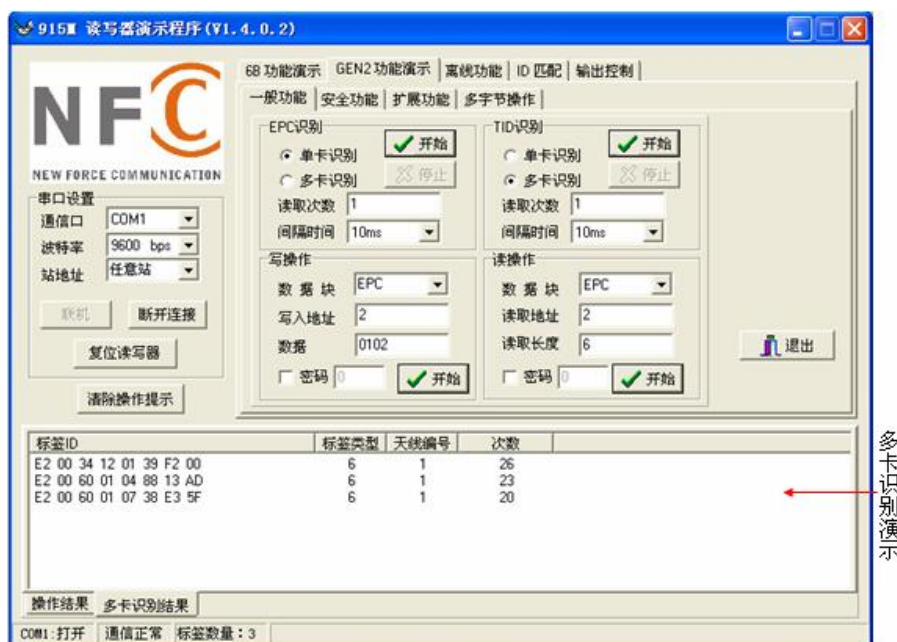 915M 读写器演示程序(V1.4.0.2)
NFC
NEW FORCE COMMUNICATION
串口设置
通信口 COM1
波特率 9600 bps
站地址 任意站
联机 断开连接
复位读写器
清除操作提示
6B 功能演示 GEN2 功能演示 离线功能 ID 匹配 输出控制
一般功能 安全功能 扩展功能 多字节操作
EPC识别
单卡识别 开始
多卡识别 停止
读取次数 1
间隔时间 10ms
TID识别
单卡识别 开始
多卡识别 停止
读取次数 1
间隔时间 10ms
写操作
数 据 块 EPC
写入地址 2
数据 0102
密码 0 开始
读操作
数 据 块 EPC
读取地址 2
读取长度 6
密码 0 开始
退出
标签ID 标签类型 天线编号 次数
E2 00 34 12 01 39 F2 00 6 1 26
E2 00 60 01 04 88 13 AD 6 1 23
E2 00 60 01 07 38 E3 5F 6 1 20
多卡识别演示
操作结果 多卡识别结果
COM1:打开 通信正常 标签数量：3